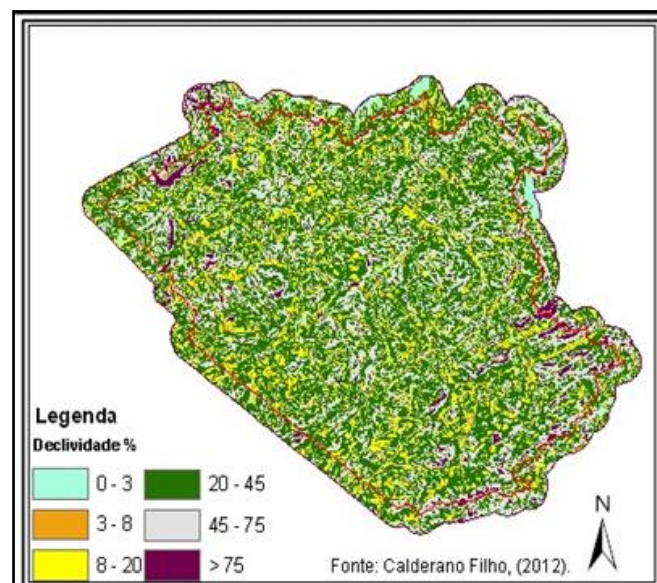 N
Legenda
Declividade %
0 - 3
20 - 45
3 - 8
45 - 75
8 - 20
> 75
Fonte: Calderano Filho, (2012).